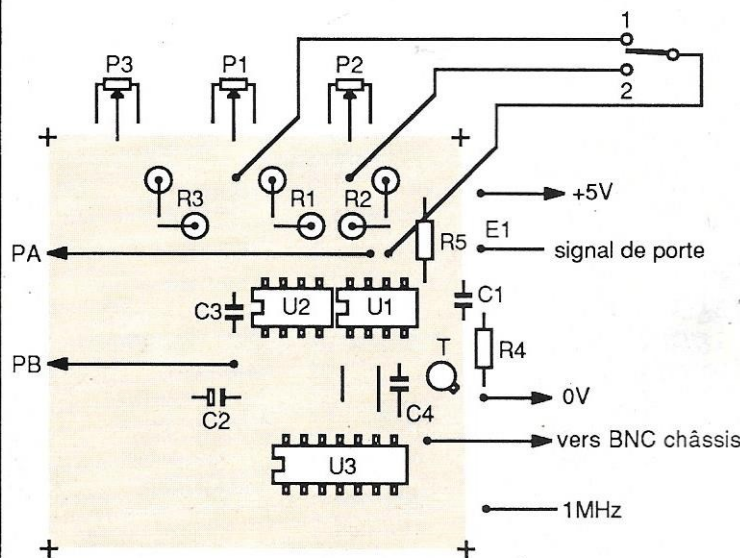 1
2
P3
P1
P2
R3
R1
R2
+5V
E1
R5
signal de porte
PA
C3
U2
U1
C1
R4
T
PB
C2
C4
0V
vers BNC châssis
U3
1MHz